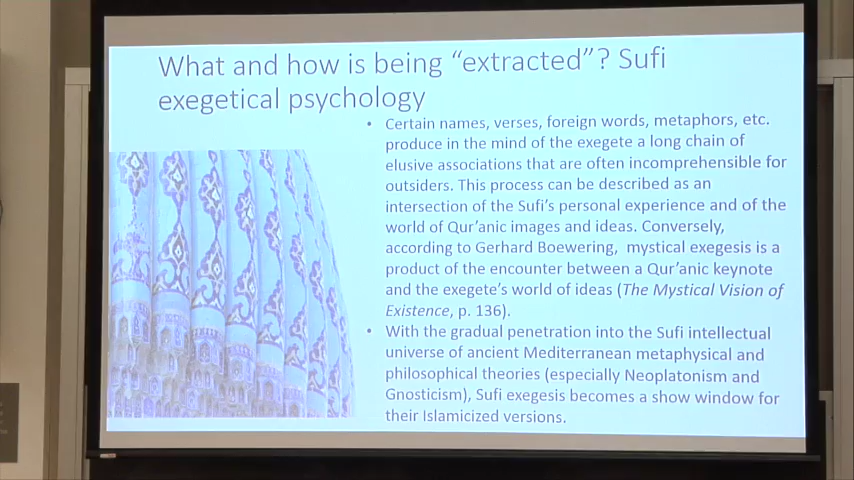 What and how is being “extracted”? Sufi
exegetical psychology
• Certain names, verses, foreign words, metaphors, etc.
produce in the mind of the exegete a long chain of
elusive associations that are often incomprehensible for
outsiders. This process can be described as an
intersection of the Sufi’s personal experience and of the
world of Qur’anic images and ideas. Conversely,
according to Gerhard Boewering, mystical exegesis is a
product of the encounter between a Qur’anic keynote
and the exegete’s world of ideas (The Mystical Vision of
Existence, p. 136).
• With the gradual penetration into the Sufi intellectual
universe of ancient Mediterranean metaphysical and
philosophical theories (especially Neoplatonism and
Gnosticism), Sufi exegesis becomes a show window for
their Islamicized versions.